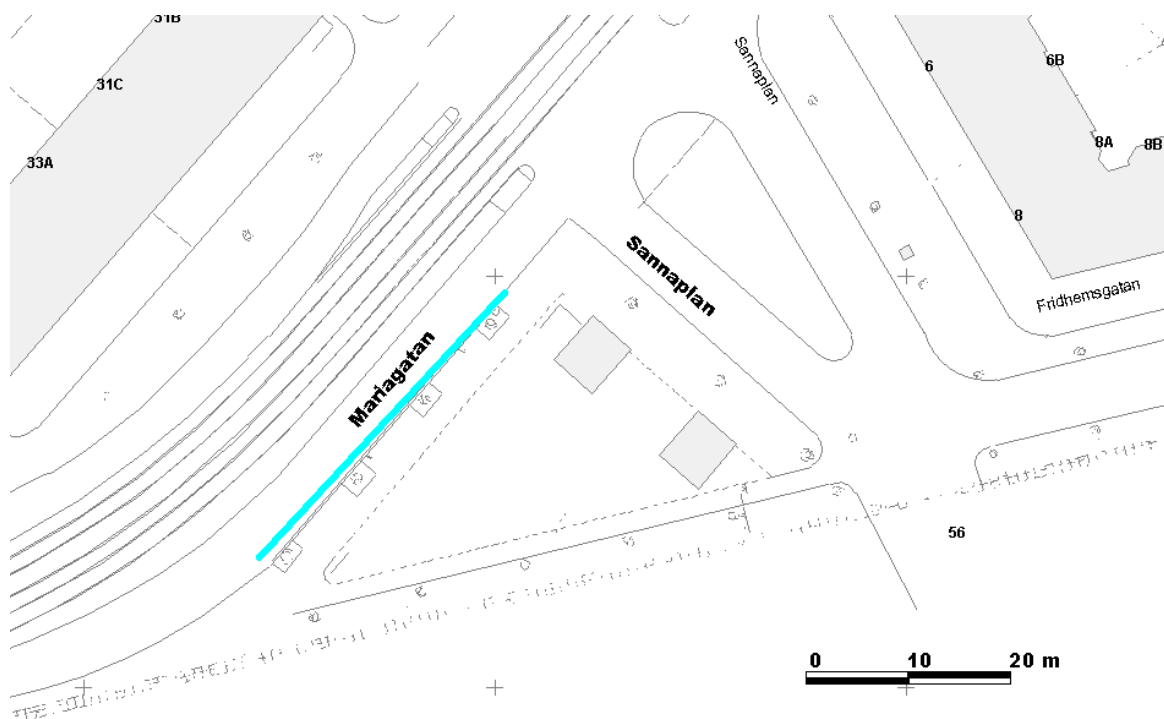 31B
31C
33A
Sannaplan
6
6B
8A
8B
8
Sannaplan
Fridhemsgatan
Mariagatan
56
0 10 20 m